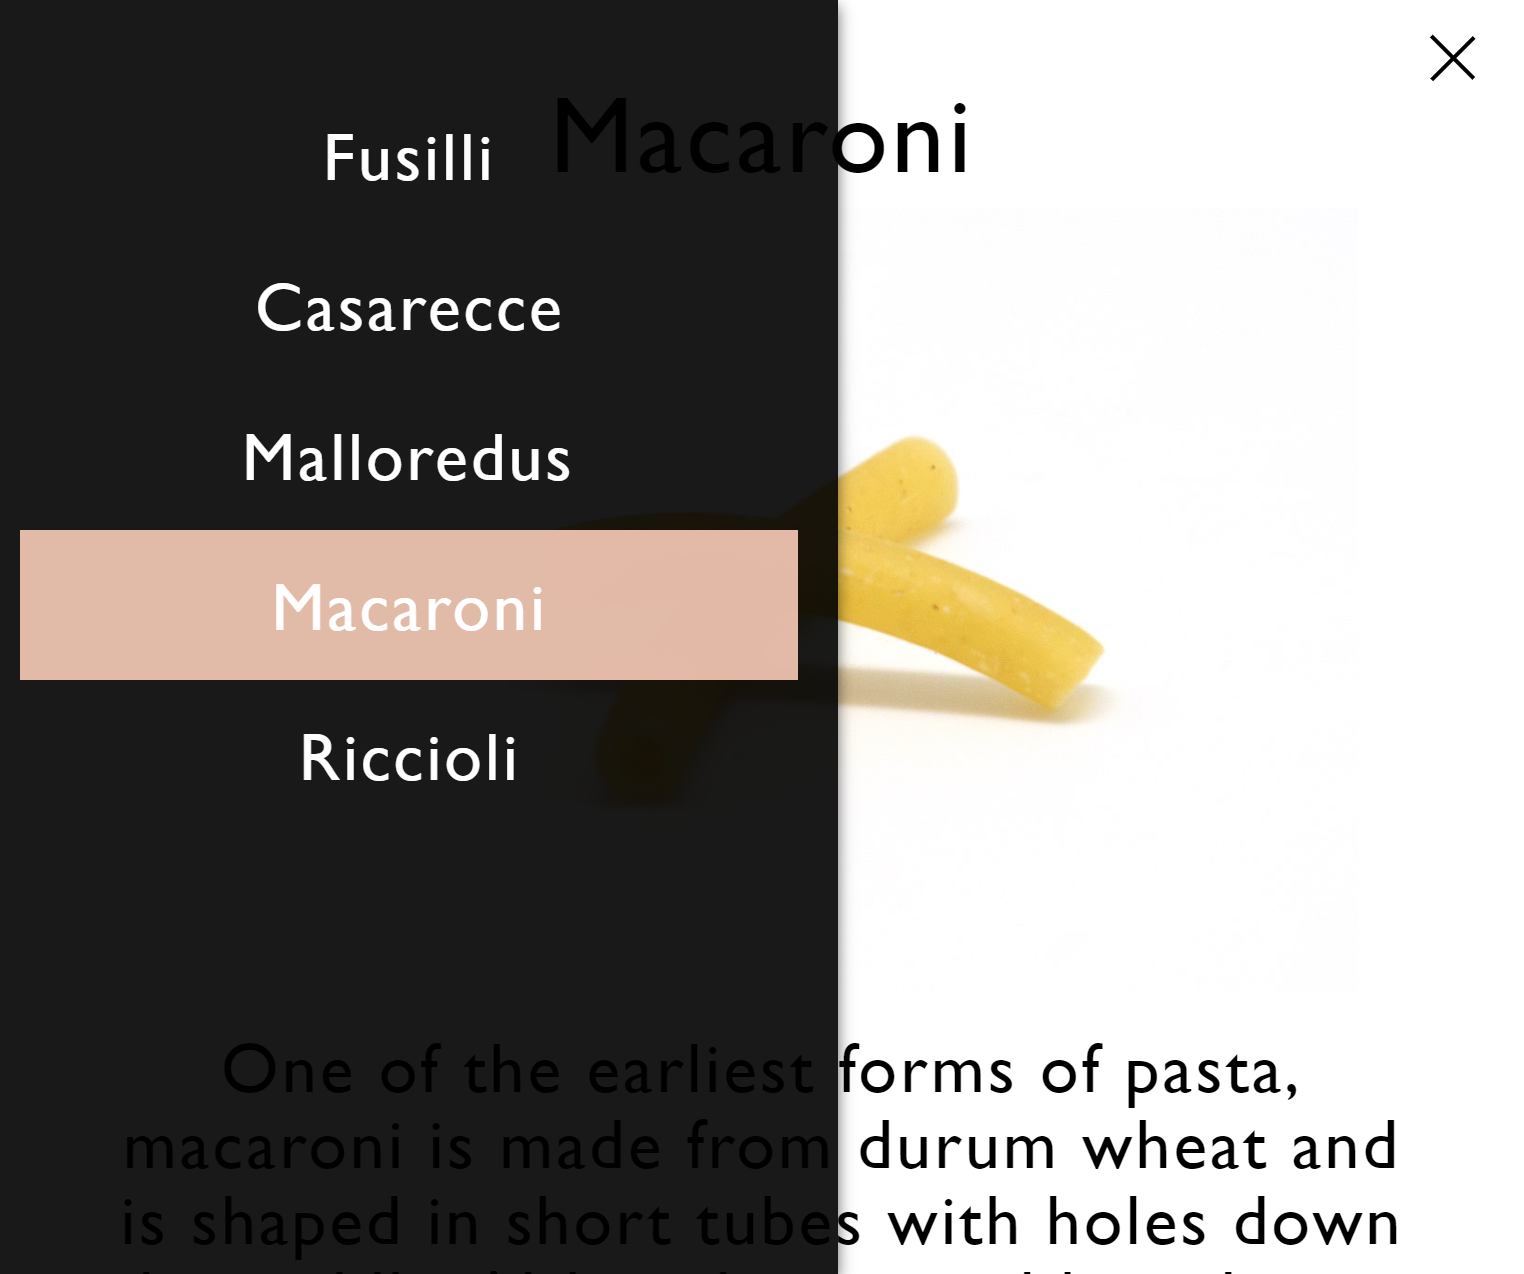 Macaroni
Fusilli
Casarecce
Malloredus
Macaroni
Riccioli
One of the earliest forms of pasta,
macaroni is made from durum wheat and
is shaped in short tubes with holes down